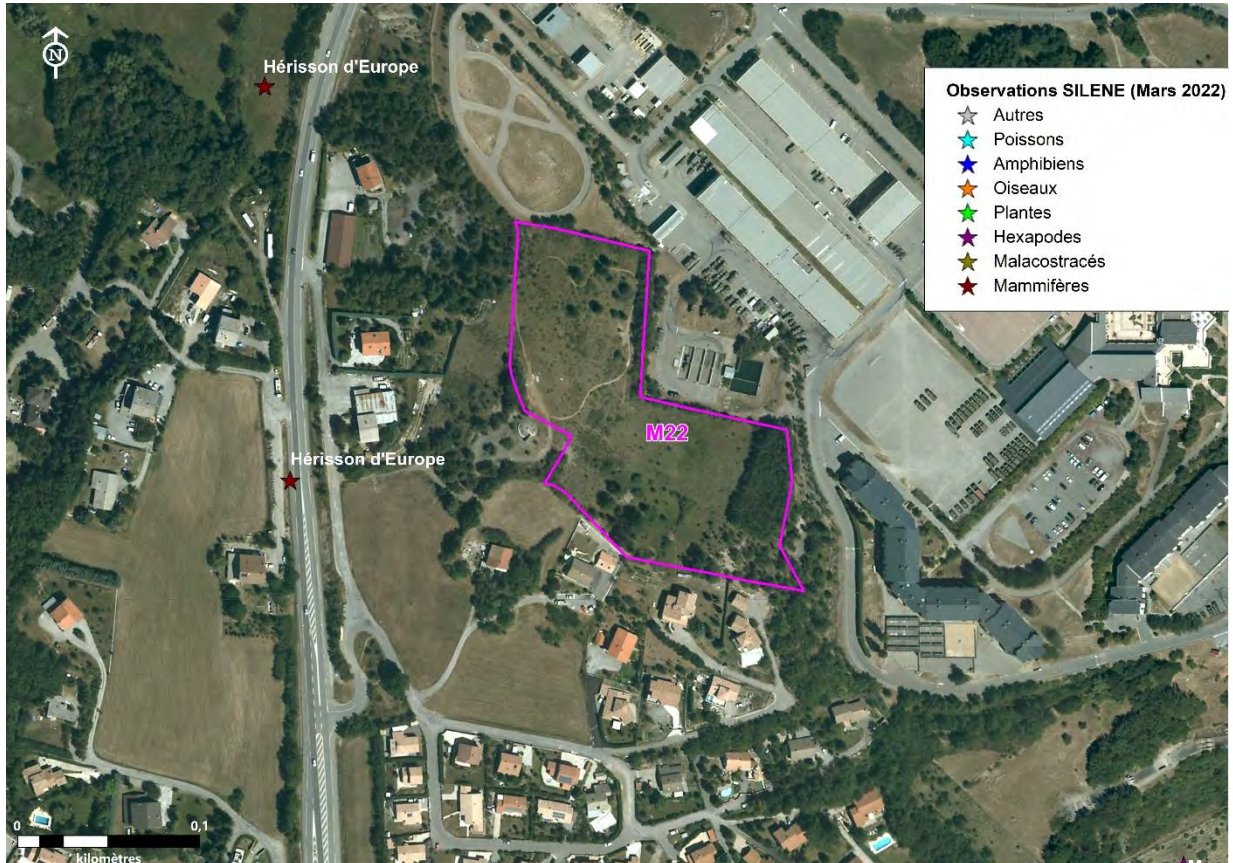 N
Hérisson d'Europe
Observations SILENE (Mars 2022)
Autres
Poissons
Amphibiens
Oiseaux
Plantes
Hexapodes
Malacostracés
Mammifères
M22
Hérisson d'Europe
0 0,1
kilomètres